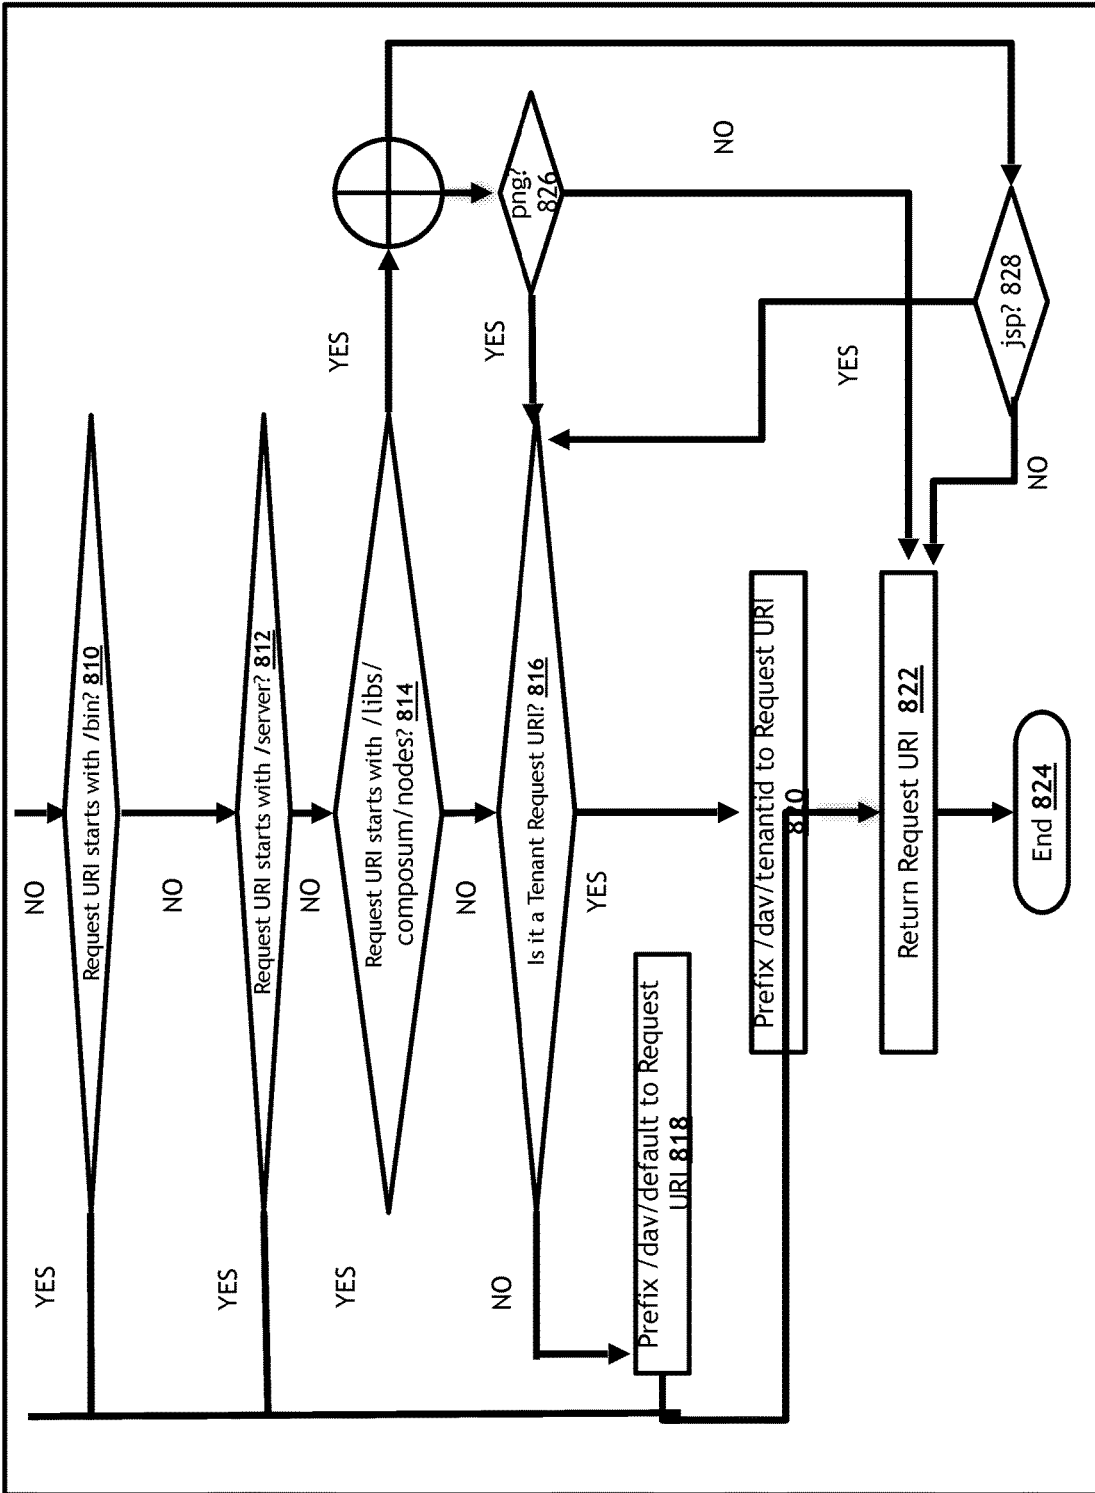 NO
YES
Request URI starts with /bin? 810
NO
YES
Request URI starts with /server? 812
NO
YES
Request URI starts with /libs/
composum/nodes? 814
YES
NO
png?
826
YES
NO
Is it a Tenant Request URI? 816
NO
YES
Prefix /dav/default to Request
URI 818
Prefix /dav/tenantid to Request URI
820
jsp? 828
YES
NO
Return Request URI 822
End 824